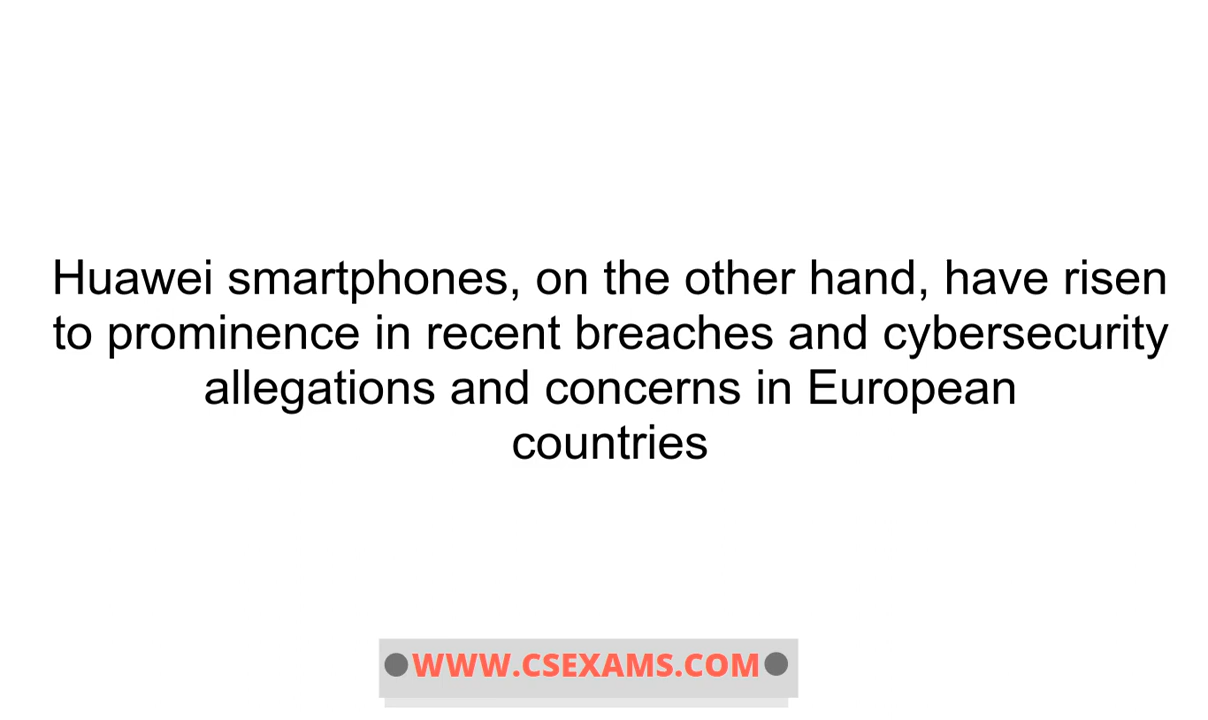 Huawei smartphones, on the other hand, have risen
to prominence in recent breaches and cybersecurity
allegations and concerns in European
countries
WWW.CSEXAMS.COM